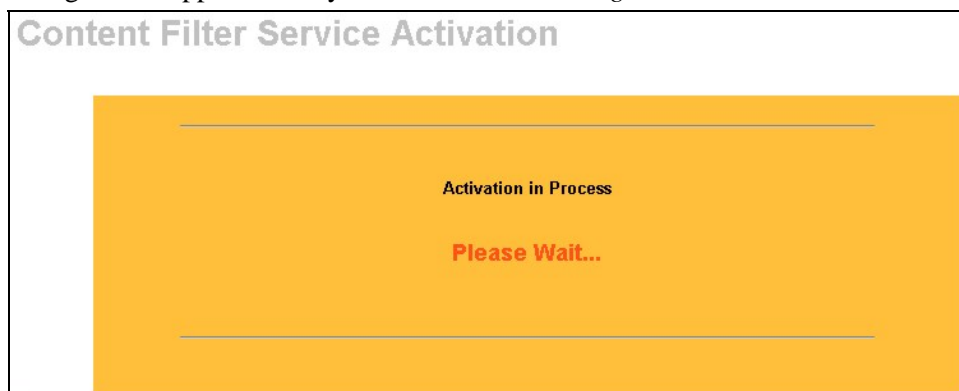 Content Filter Service Activation
Activation in Process
Please Wait...